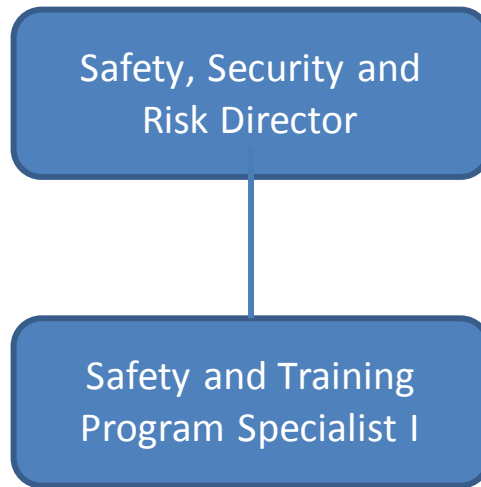 Safety, Security and
Risk Director
Safety and Training
Program Specialist I